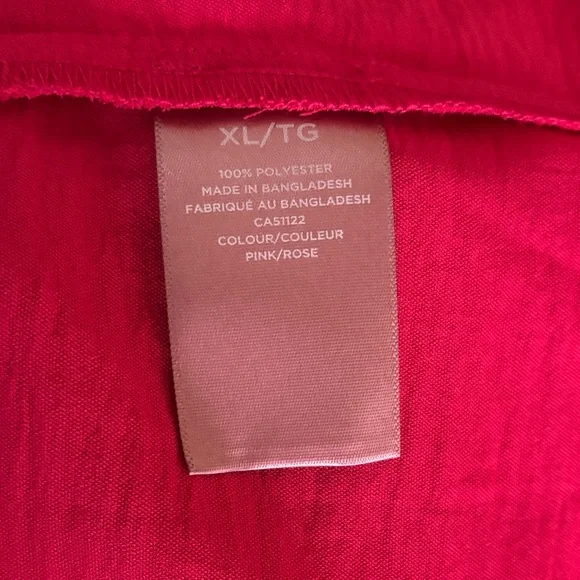 XL/TG
100% POLYESTER
MADE IN BANGLADESH
FABRIQUÉ AU BANGLADESH
CA51122
COLOUR/COULEUR
PINK/ROSE